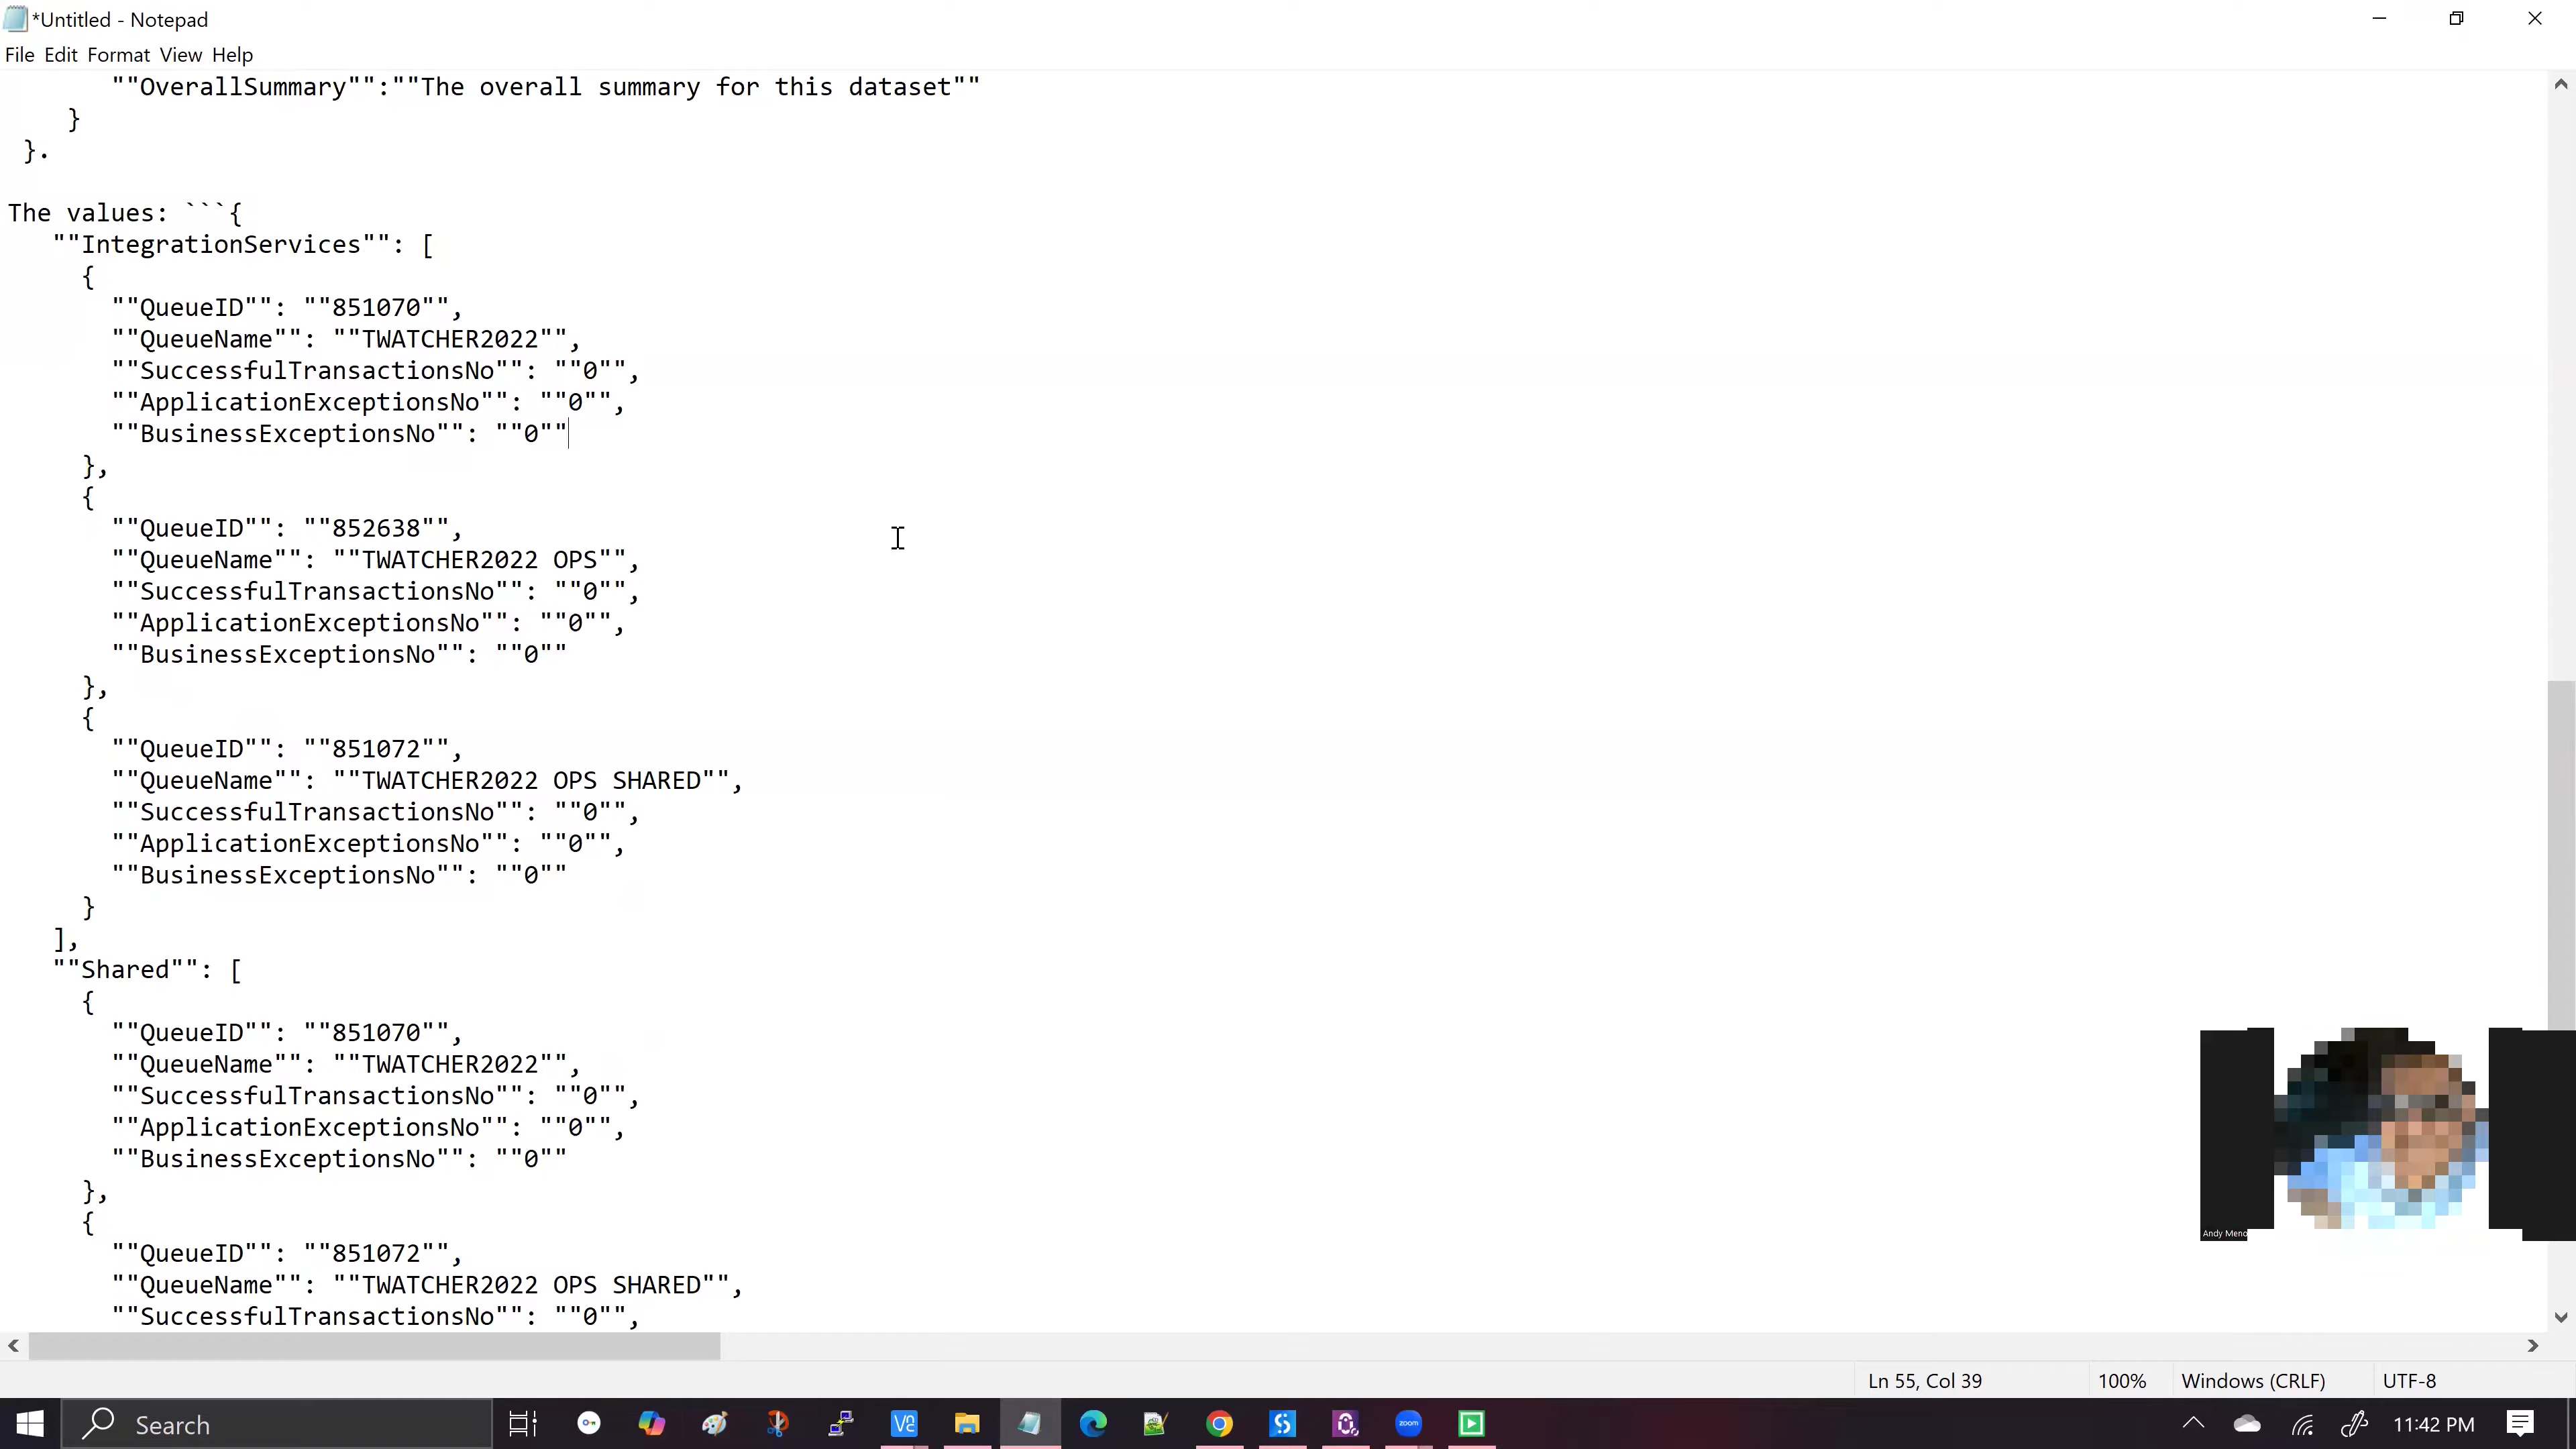 *Untitled - Notepad
File Edit Format View Help
""OverallSummary"":""The overall summary for this dataset""
}
}.
The values: ```{
""IntegrationServices"": [
{
""QueueID"": ""851070"",
""QueueName"": ""TWATCHER2022"",
""SuccessfulTransactionsNo"": ""0"",
""ApplicationExceptionsNo"": ""0"",
""BusinessExceptionsNo"": ""0""
},
{
""QueueID"": ""852638"",
""QueueName"": ""TWATCHER2022 OPS"",
""SuccessfulTransactionsNo"": ""0"",
""ApplicationExceptionsNo"": ""0"",
""BusinessExceptionsNo"": ""0""
},
{
""QueueID"": ""851072"",
""QueueName"": ""TWATCHER2022 OPS SHARED"",
""SuccessfulTransactionsNo"": ""0"",
""ApplicationExceptionsNo"": ""0"",
""BusinessExceptionsNo"": ""0""
}
],
""Shared"": [
{
""QueueID"": ""851070"",
""QueueName"": ""TWATCHER2022"",
""SuccessfulTransactionsNo"": ""0"",
""ApplicationExceptionsNo"": ""0"",
""BusinessExceptionsNo"": ""0""
},
{
""QueueID"": ""851072"",
""QueueName"": ""TWATCHER2022 OPS SHARED"",
""SuccessfulTransactionsNo"": ""0"",
Andy Meno
Ln 55, Col 39 100% Windows (CRLF) UTF-8
Search
zoom
11:42 PM